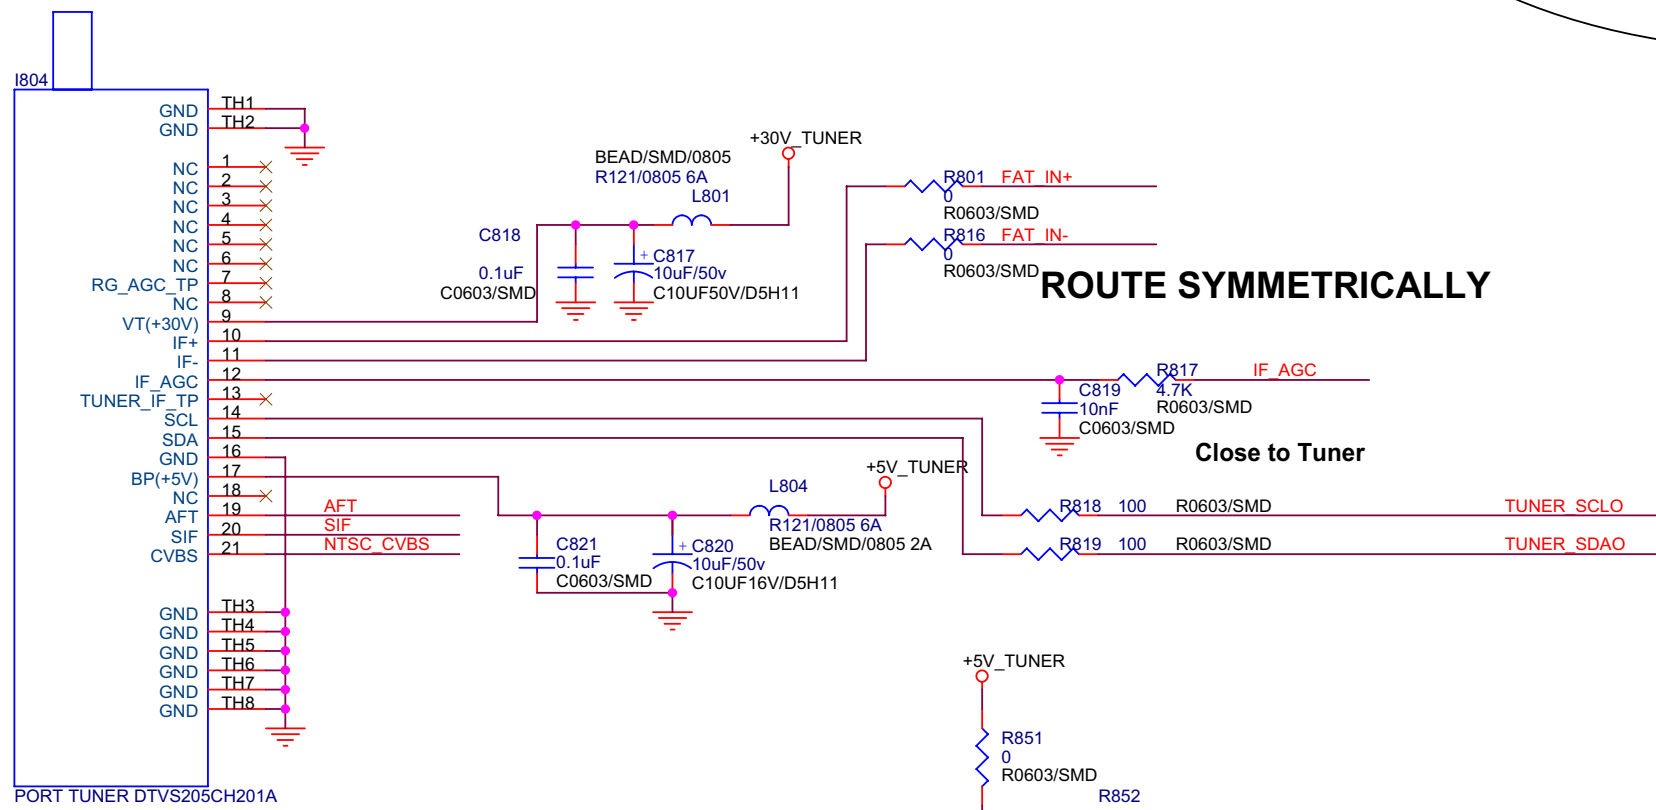 I804
GND TH1
GND TH2
NC 1
NC 2
NC 3
NC 4
NC 5
NC 6
RG_AGC_TP 7
NC 8
VT(+30V) 9
IF+ 10
IF- 11
IF_AGC 12
TUNER_IF_TP 13
SCL 14
SDA 15
GND 16
BP(+5V) 17
NC 18
AFT 19 AFT
SIF 20 SIF
CVBS 21 NTSC_CVBS
GND TH3
GND TH4
GND TH5
GND TH6
GND TH7
GND TH8
PORT TUNER DTVS205CH201A
+30V_TUNER
BEAD/SMD/0805
R121/0805 6A
L801
C818
0.1uF
C0603/SMD
+ C817
10uF/50v
C10UF50V/D5H11
R801 FAT_IN+
0
R0603/SMD
R816 FAT_IN-
0
R0603/SMD
ROUTE SYMMETRICALLY
R817 IF_AGC
4.7K
R0603/SMD
C819
10nF
C0603/SMD
Close to Tuner
+5V_TUNER
L804
R121/0805 6A
BEAD/SMD/0805 2A
C821
0.1uF
C0603/SMD
+ C820
10uF/50v
C10UF16V/D5H11
R818 100 R0603/SMD TUNER_SCLO
R819 100 R0603/SMD TUNER_SDAO
+5V_TUNER
R851
0
R0603/SMD
R852